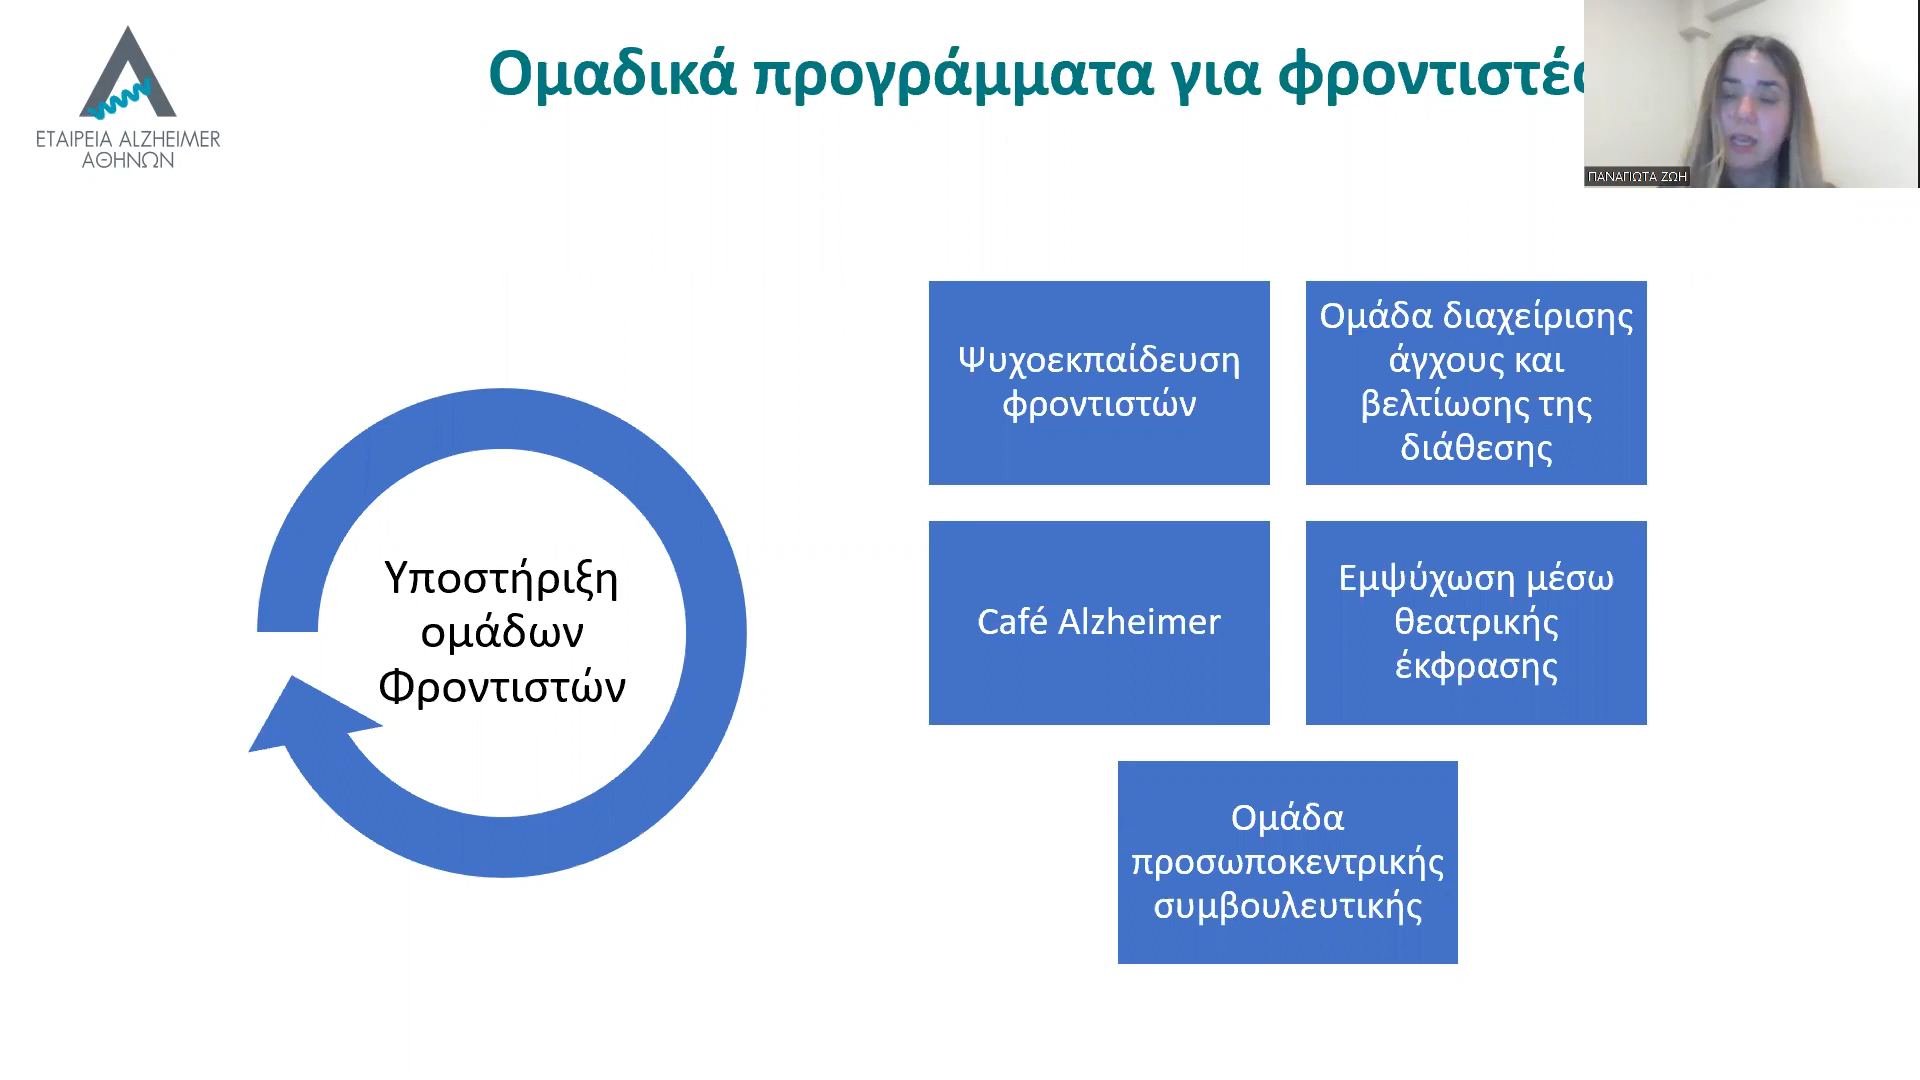 ΕΤΑΙΡΕΙΑ ALZHEIMER
ΑΘΗΝΩΝ
Ομαδικά προγράμματα για φροντιστές
ΠΑΝΑΓΙΩΤΑ ΖΩΗ
Υποστήριξη
ομάδων
Φροντιστών
Ψυχοεκπαίδευση
φροντιστών
Ομάδα διαχείρισης
άγχους και
βελτίωσης της
διάθεσης
Café Alzheimer
Εμψύχωση μέσω
θεατρικής
έκφρασης
Ομάδα
προσωποκεντρικής
συμβουλευτικής